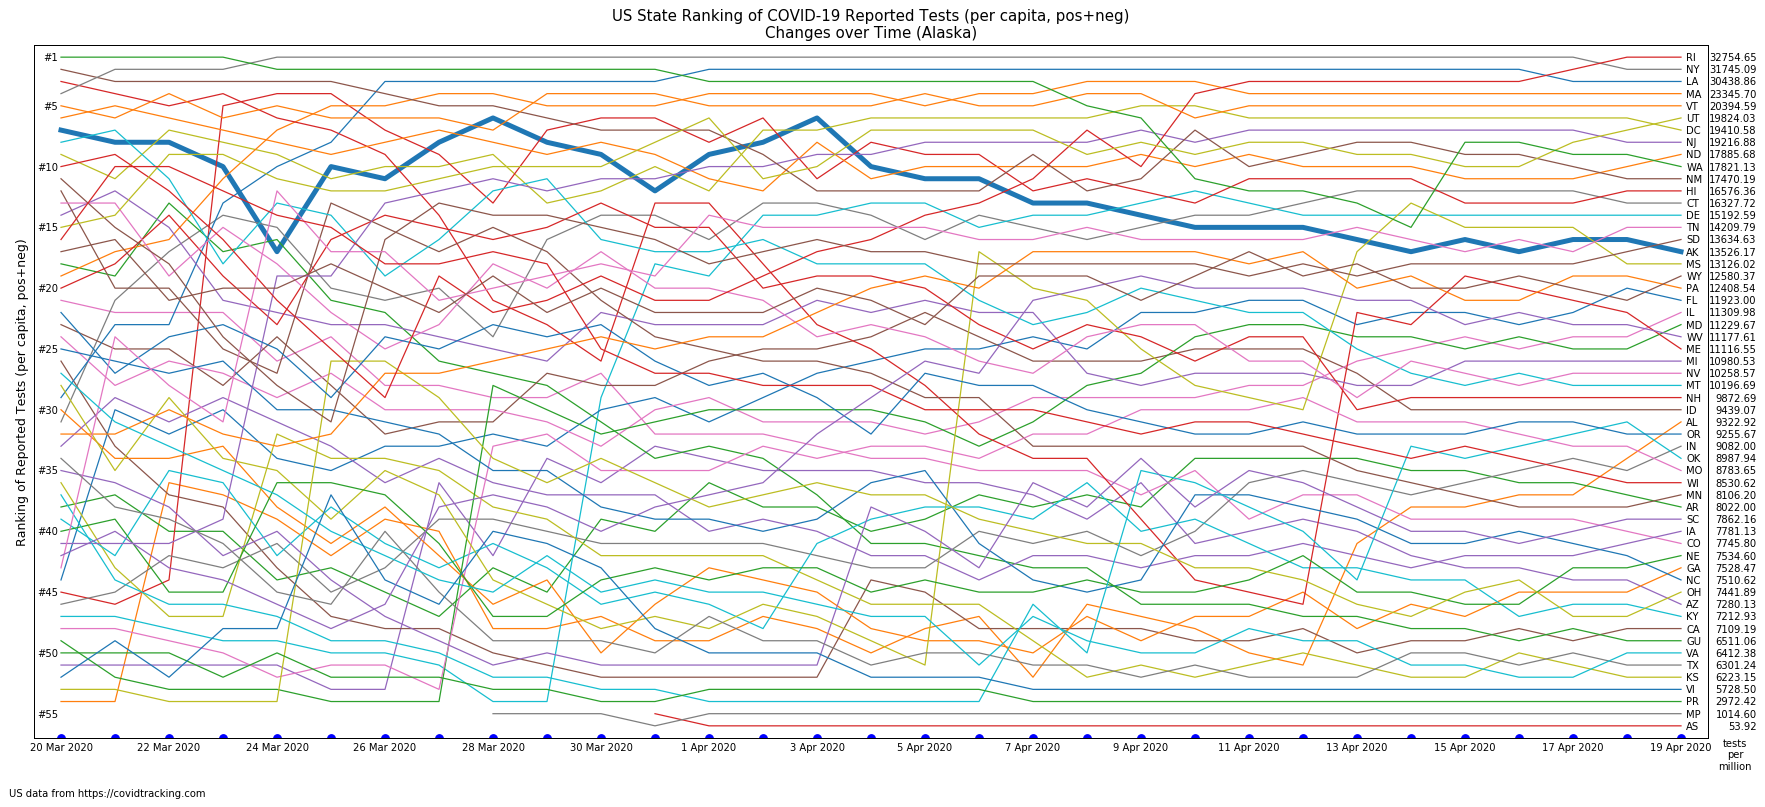 US State Ranking of COVID-19 Reported Tests (per capita, pos+neg)
Changes over Time (Alaska)
Ranking of Reported Tests (per capita, pos+neg)
#1
#5
#10
#15
#20
#25
#30
#35
#40
#45
#50
#55
RI 32754.65
NY 31745.09
LA 30438.86
MA 23345.70
VT 20394.59
UT 19824.03
DC 19410.58
NJ 19216.88
ND 17885.68
WA 17821.13
NM 17470.19
HI 16576.36
CT 16327.72
DE 15192.59
TN 14209.79
SD 13634.63
AK 13526.17
MS 13126.02
WY 12580.37
PA 12408.54
FL 11923.00
IL 11309.98
MD 11229.67
WV 11177.61
ME 11116.55
MI 10980.53
NV 10258.57
MT 10196.69
NH 9872.69
ID 9439.07
AL 9322.92
OR 9255.67
IN 9082.00
OK 8987.94
MO 8783.65
WI 8530.62
MN 8106.20
AR 8022.00
SC 7862.16
IA 7781.13
CO 7745.80
NE 7534.60
GA 7528.47
NC 7510.62
OH 7441.89
AZ 7280.13
KY 7212.93
CA 7109.19
GU 6511.06
VA 6412.38
TX 6301.24
KS 6223.15
VI 5728.50
PR 2972.42
MP 1014.60
AS 53.92
20 Mar 2020 22 Mar 2020 24 Mar 2020 26 Mar 2020 28 Mar 2020 30 Mar 2020 1 Apr 2020 3 Apr 2020 5 Apr 2020 7 Apr 2020 9 Apr 2020 11 Apr 2020 13 Apr 2020 15 Apr 2020 17 Apr 2020 19 Apr 2020
tests
per
million
US data from https://covidtracking.com